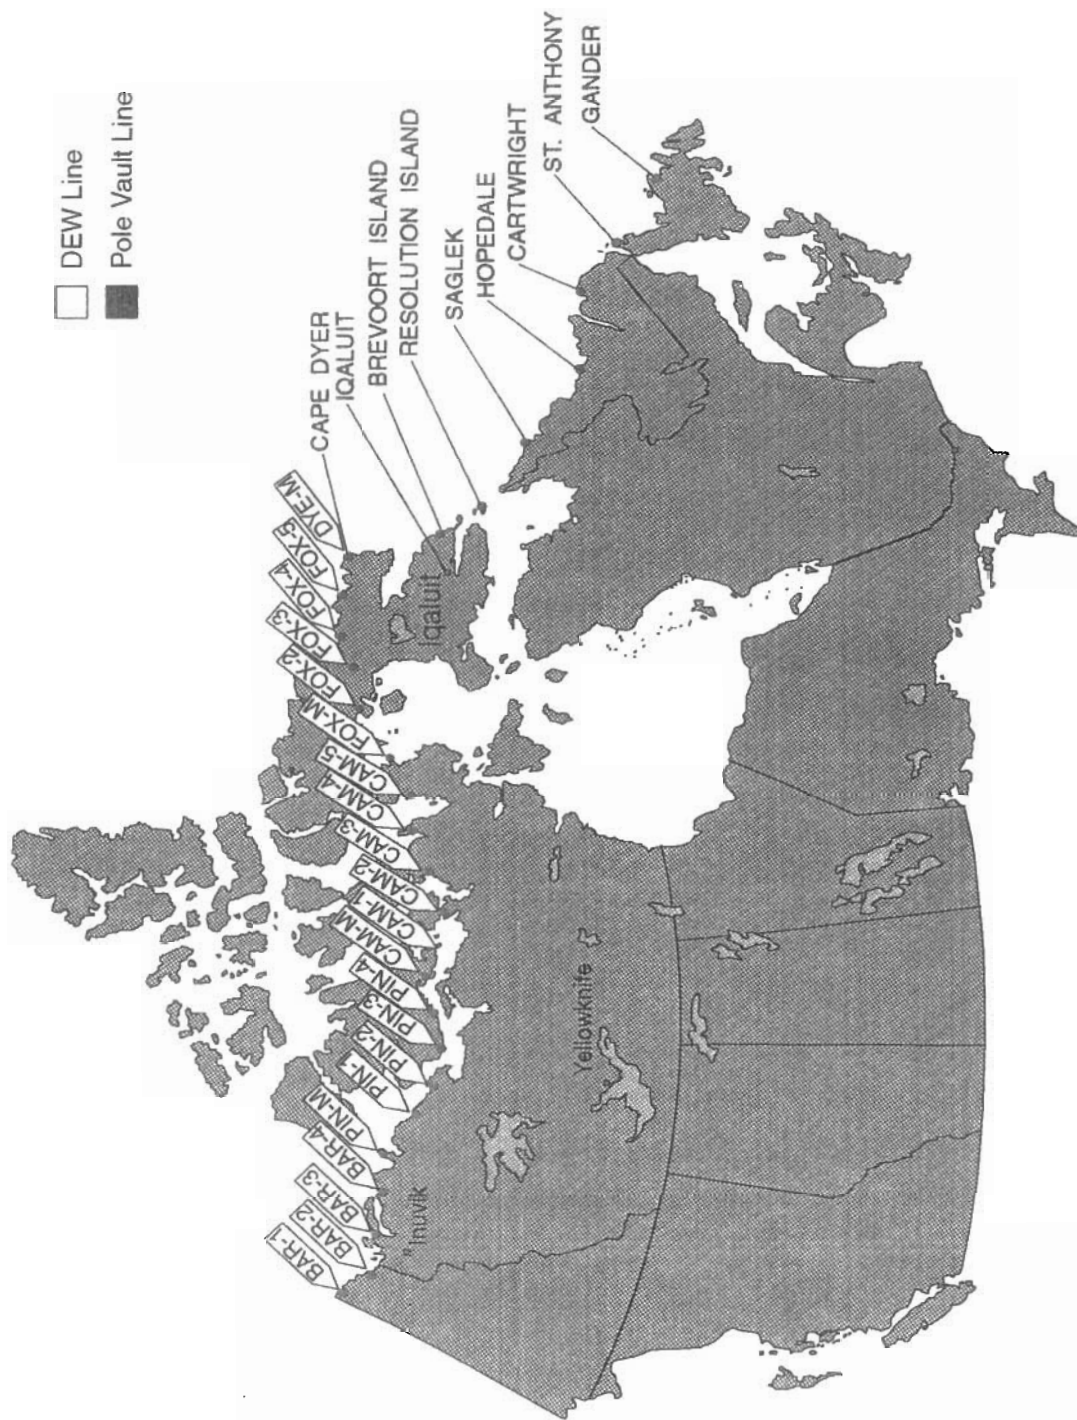 DEW Line
Pole Vault Line
BAR-1
BAR-2
BAR-3
BAR-4
PIN-M
PIN-1
PIN-2
PIN-3
PIN-4
CAM-M
CAM-1
CAM-2
CAM-3
CAM-4
CAM-5
FOX-M
FOX-2
FOX-3
FOX-4
FOX-5
DYE-M
CAPE DYER
IQALUIT
BREVOORT ISLAND
RESOLUTION ISLAND
SAGLEK
HOPEDALE
CARTWRIGHT
ST. ANTHONY
GANDER
Inuvik
Yellowknife
Iqaluit